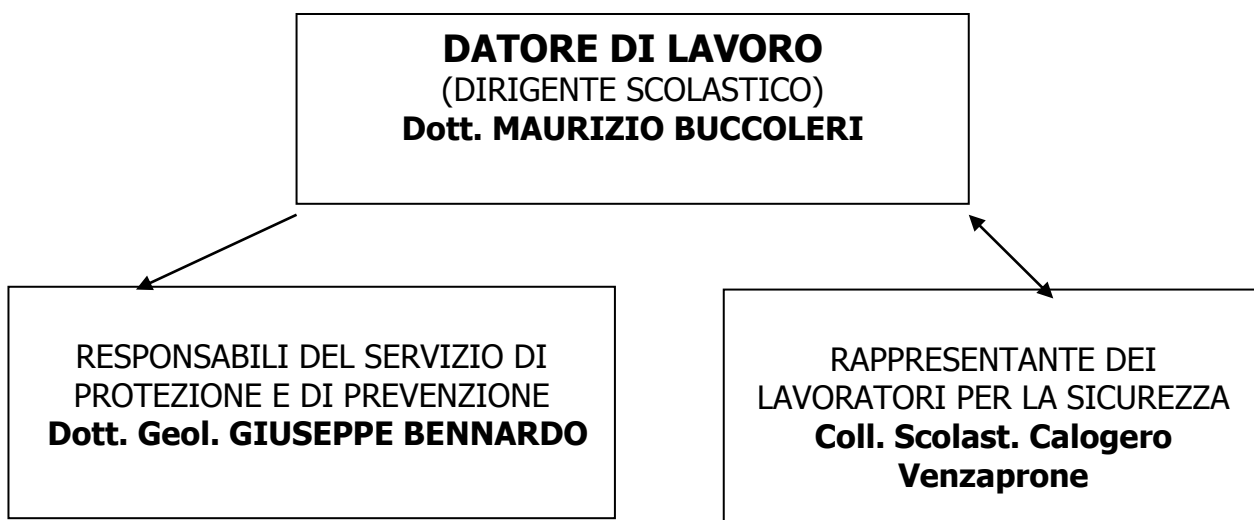 DATORE DI LAVORO
(DIRIGENTE SCOLASTICO)
Dott. MAURIZIO BUCCOLERI
RESPONSABILI DEL SERVIZIO DI
PROTEZIONE E DI PREVENZIONE
Dott. Geol. GIUSEPPE BENNARDO
RAPPRESENTANTE DEI
LAVORATORI PER LA SICUREZZA
Coll. Scolast. Calogero
Venzaprone